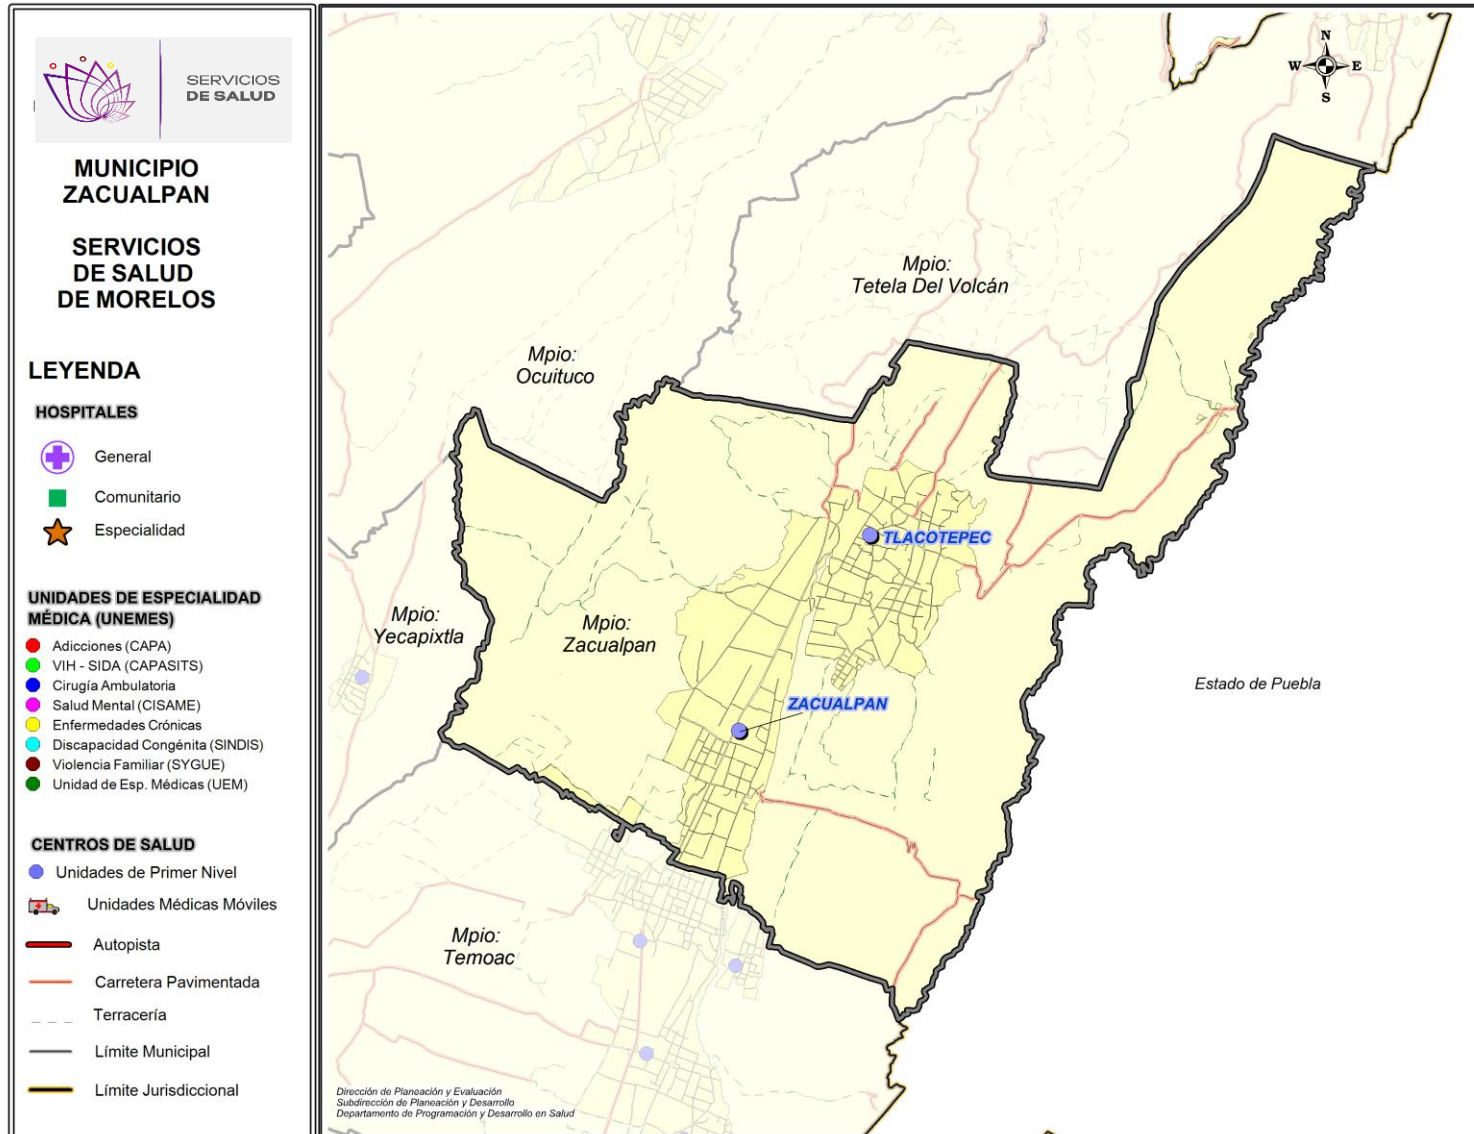 SERVICIOS
DE SALUD
MUNICIPIO
ZACUALPAN
SERVICIOS
DE SALUD
DE MORELOS
LEYENDA
HOSPITALES
General
Comunitario
Especialidad
UNIDADES DE ESPECIALIDAD
MÉDICA (UNEMES)
Adicciones (CAPA)
VIH - SIDA (CAPASITS)
Cirugía Ambulatoria
Salud Mental (CISAME)
Enfermedades Crónicas
Discapacidad Congénita (SINDIS)
Violencia Familiar (SYGUE)
Unidad de Esp. Médicas (UEM)
CENTROS DE SALUD
Unidades de Primer Nivel
Unidades Médicas Móviles
Autopista
Carretera Pavimentada
Terracería
Límite Municipal
Límite Jurisdiccional
N
W E
S
Mpio:
Tetela Del Volcán
Mpio:
Ocuituco
TLACOTEPEC
Mpio:
Yecapixtla
Mpio:
Zacualpan
Estado de Puebla
ZACUALPAN
Mpio:
Temoac
Dirección de Planeación y Evaluación
Subdirección de Planeación y Desarrollo
Departamento de Programación y Desarrollo en Salud